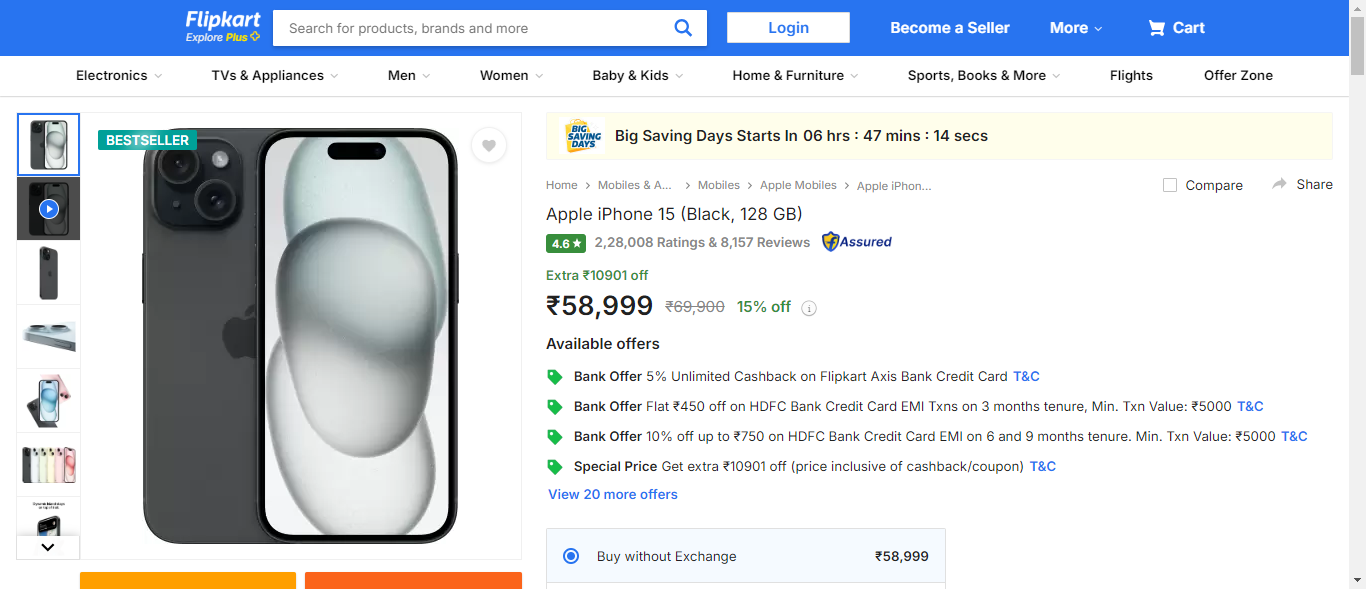 Flipkart
Explore Plus
Search for products, brands and more
Login
Become a Seller
More
Cart
Electronics
TVs & Appliances
Men
Women
Baby & Kids
Home & Furniture
Sports, Books & More
Flights
Offer Zone
BESTSELLER
BIG SAVING DAYS
Big Saving Days Starts In 06 hrs : 47 mins : 14 secs
Home
Mobiles & A...
Mobiles
Apple Mobiles
Apple iPhon...
Compare
Share
Apple iPhone 15 (Black, 128 GB)
4.6★ 2,28,008 Ratings & 8,157 Reviews Assured
Extra ₹10901 off
₹58,999 ₹69,900 15% off
Available offers
Bank Offer 5% Unlimited Cashback on Flipkart Axis Bank Credit Card T&C
Bank Offer Flat ₹450 off on HDFC Bank Credit Card EMI Txns on 3 months tenure, Min. Txn Value: ₹5000 T&C
Bank Offer 10% off up to ₹750 on HDFC Bank Credit Card EMI on 6 and 9 months tenure. Min. Txn Value: ₹5000 T&C
Special Price Get extra ₹10901 off (price inclusive of cashback/coupon) T&C
View 20 more offers
Buy without Exchange ₹58,999